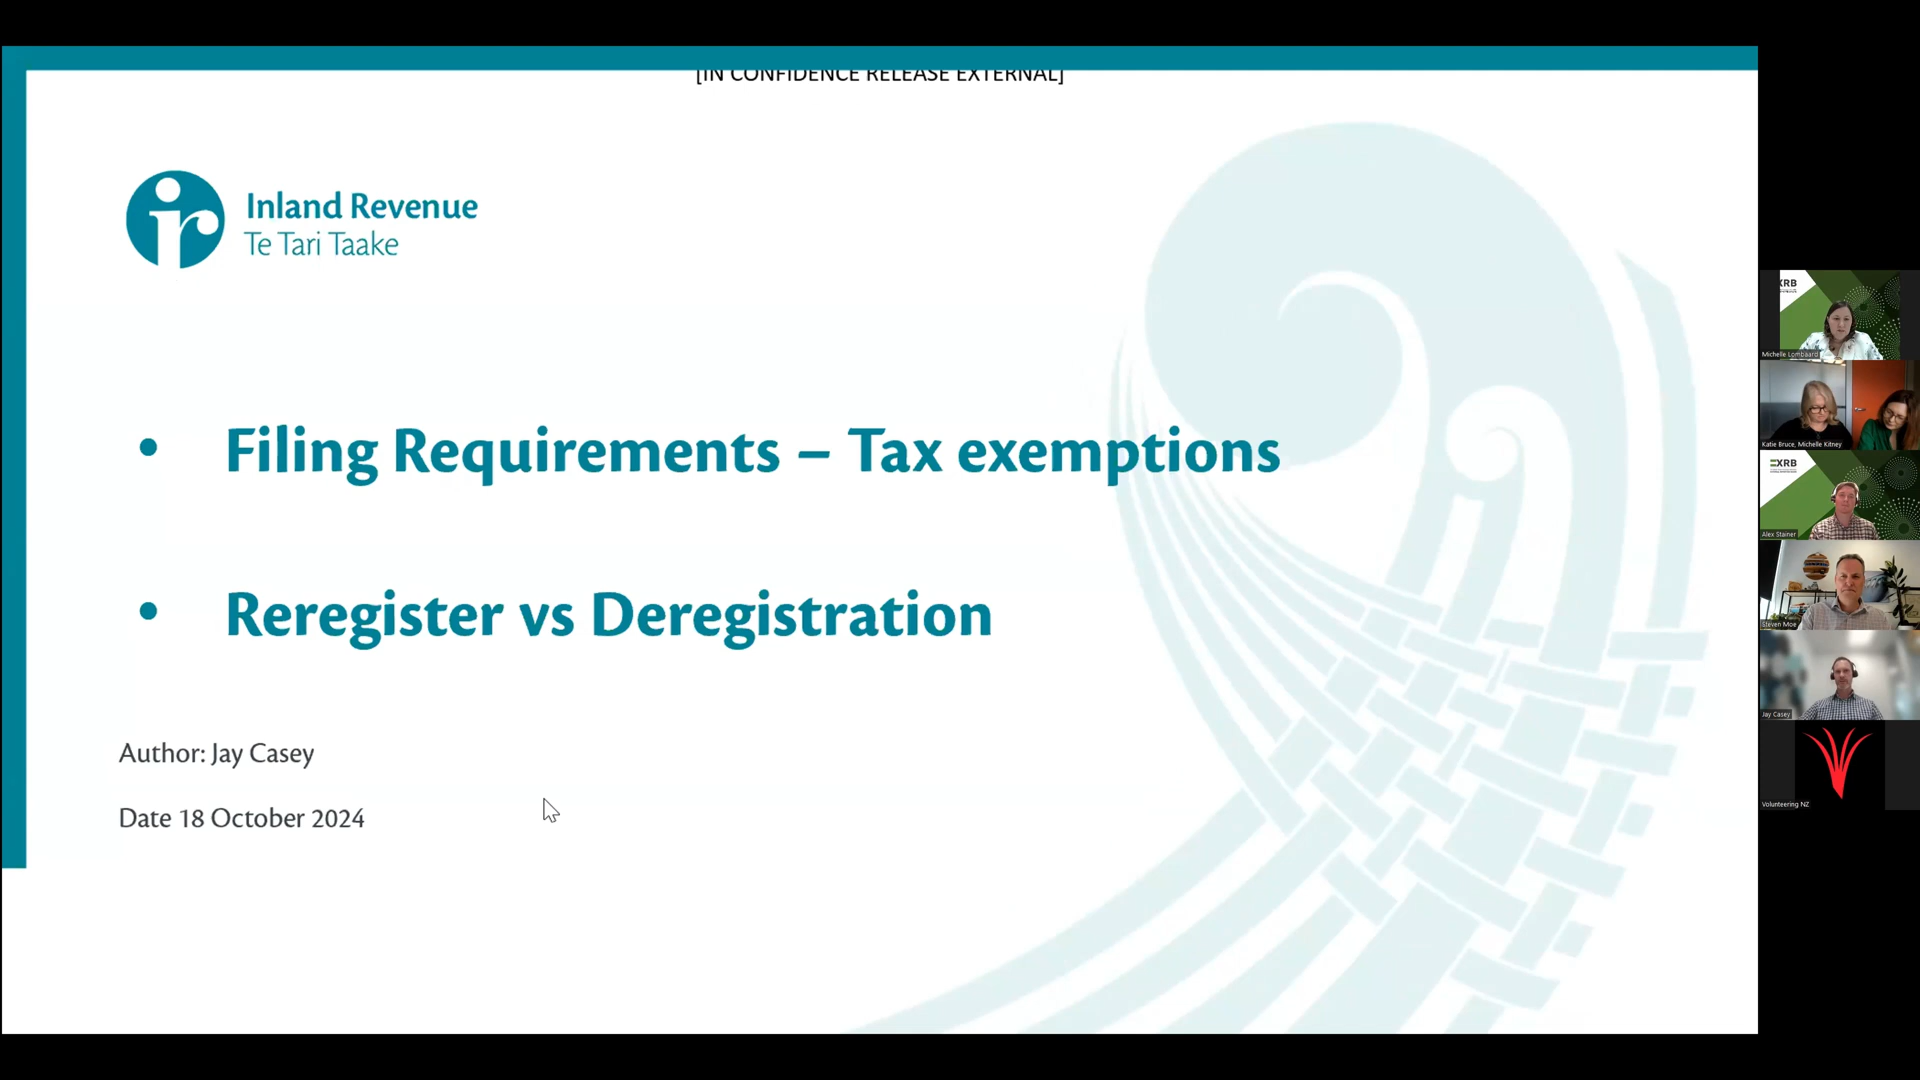 [IN CONFIDENCE RELEASE EXTERNAL]
Inland Revenue
Te Tari Taake
• Filing Requirements – Tax exemptions
• Reregister vs Deregistration
Author: Jay Casey
Date 18 October 2024
XRB
Michelle Lombaard
Katie Bruce, Michelle Kitney
XRB
Alex Stainer
Steven Moe
Jay Casey
Volunteering NZ